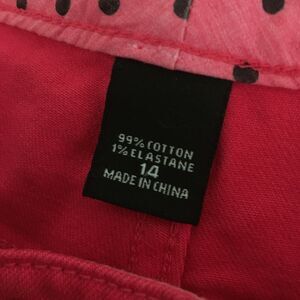 99% COTTON
1% ELASTANE
14
MADE IN CHINA